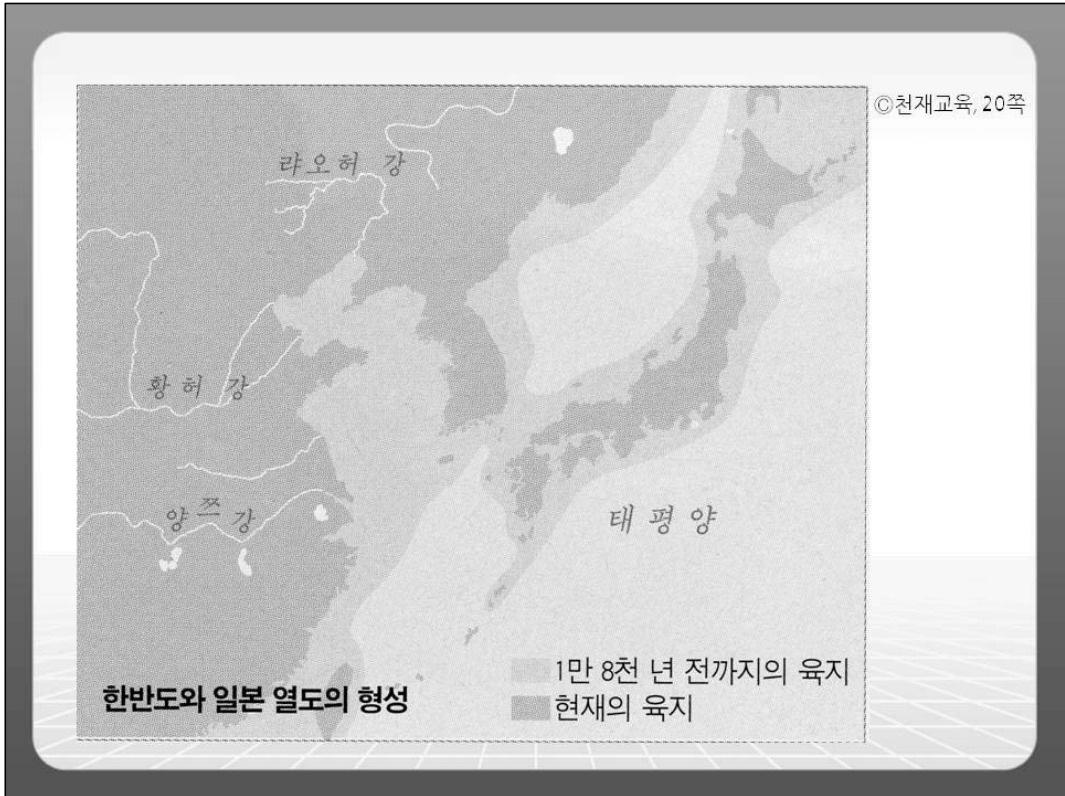 ©천재교육, 20쪽
랴오허 강
황허 강
양쯔강
태평양
1만 8천 년 전까지의 육지
현재의 육지
한반도와 일본 열도의 형성